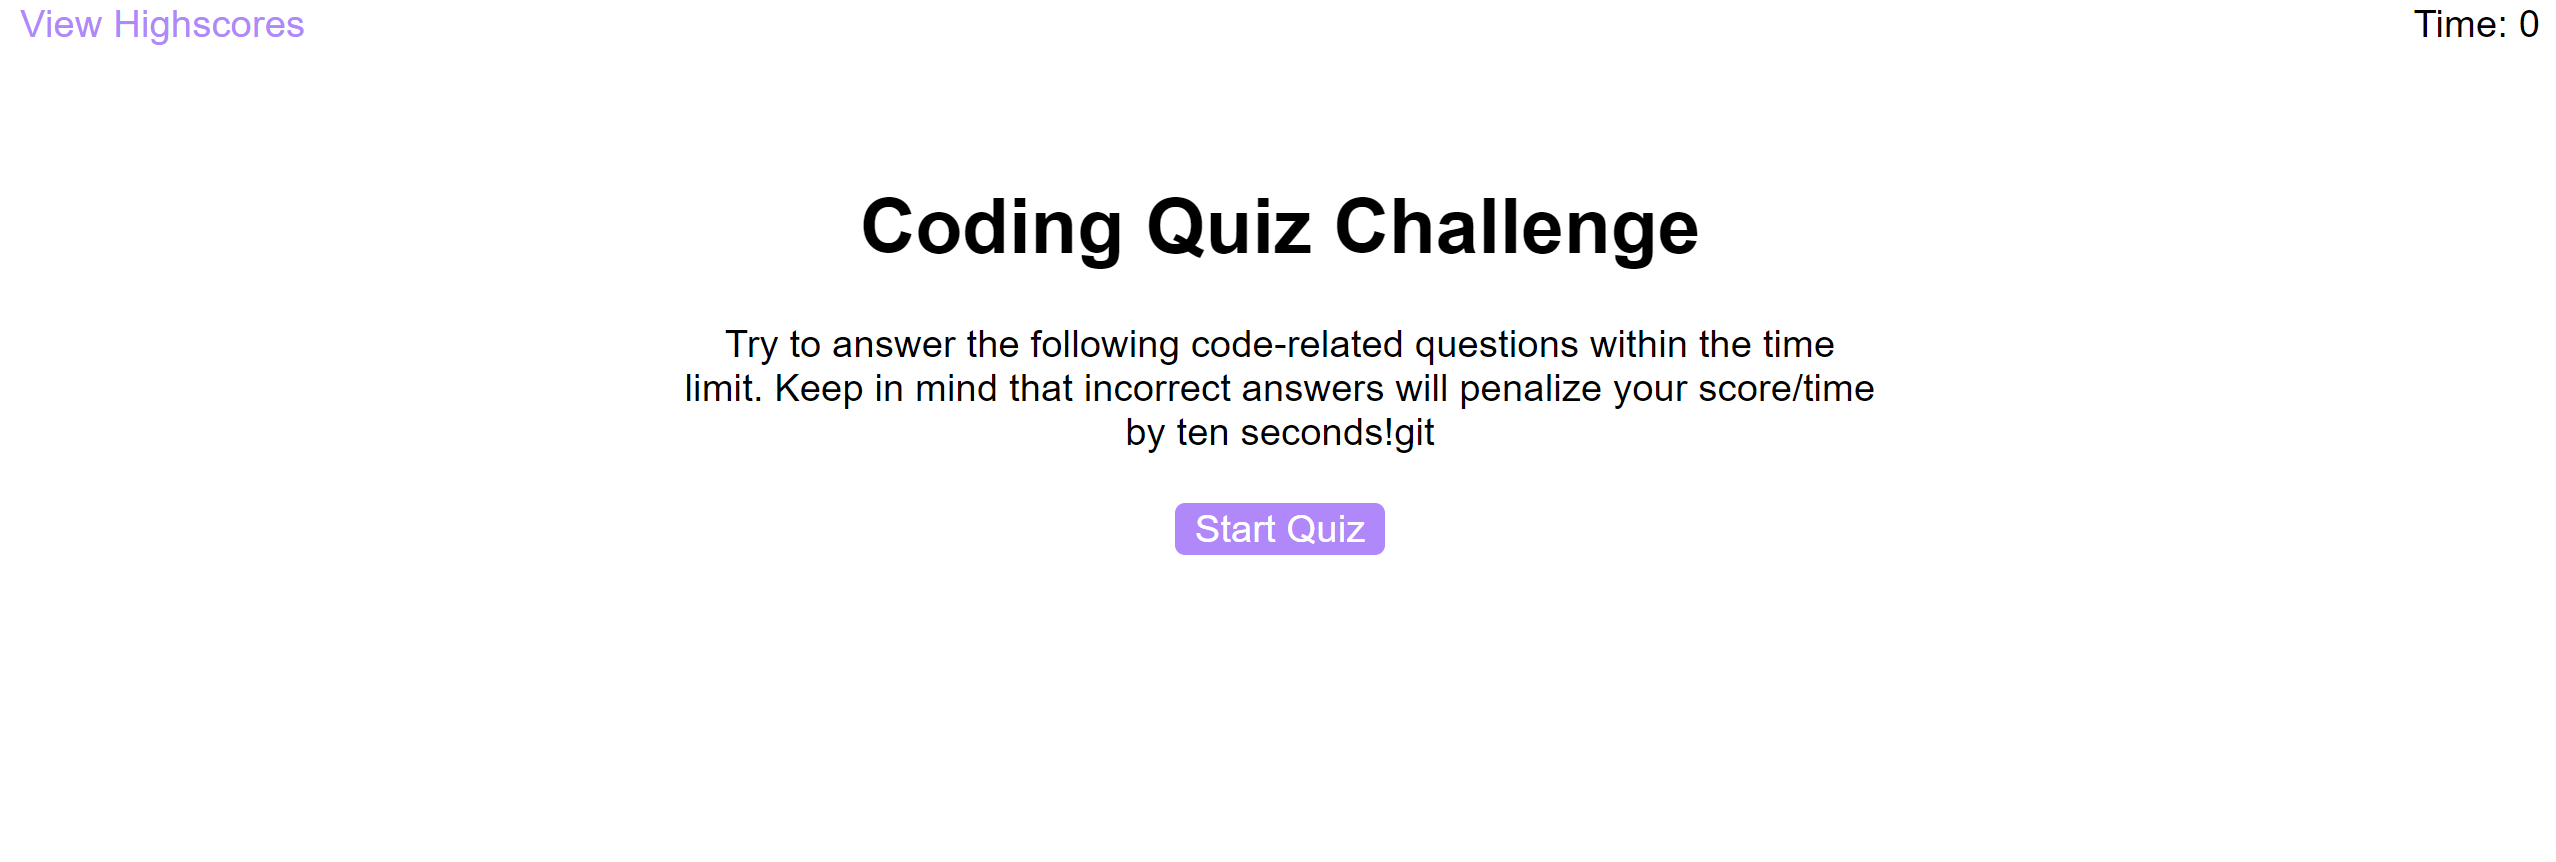 View Highscores
Time: 0
Coding Quiz Challenge
Try to answer the following code-related questions within the time
limit. Keep in mind that incorrect answers will penalize your score/time
by ten seconds!git
Start Quiz